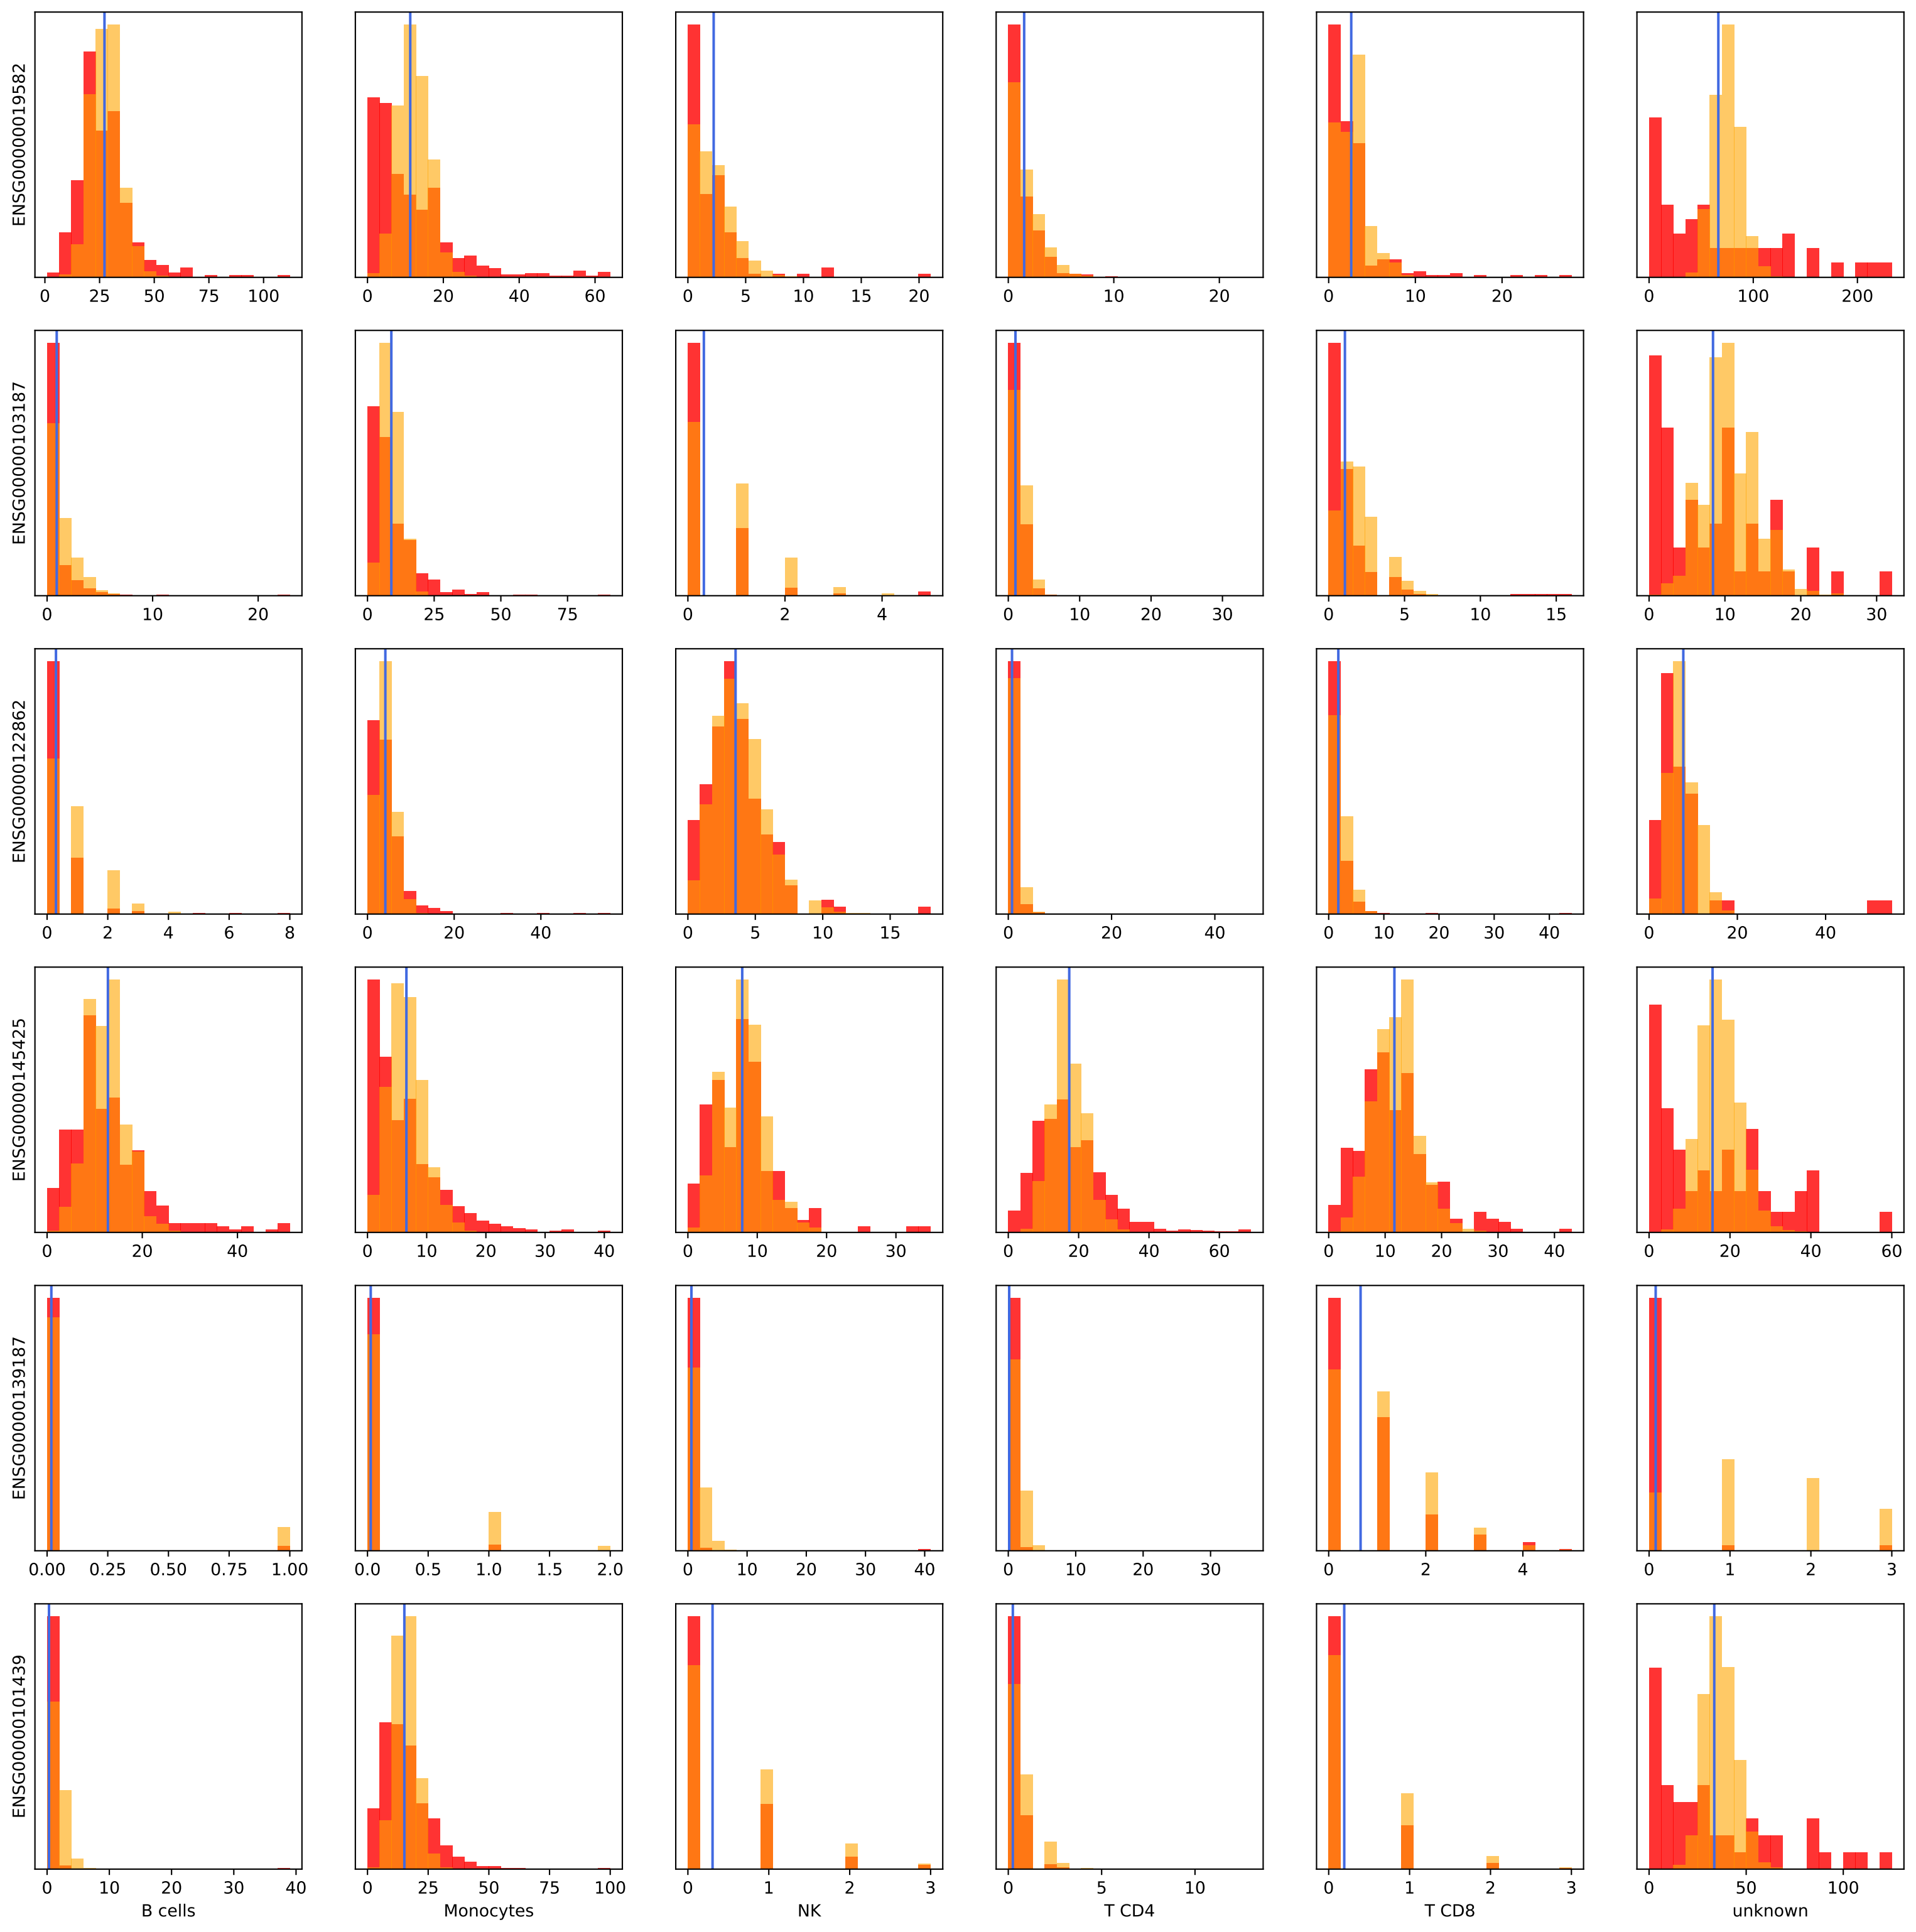 ENSG00000019582
0 25 50 75 100
0 20 40 60
0 5 10 15 20
0 10 20
0 10 20
0 100 200
ENSG00000103187
0 10 20
0 25 50 75
0 2 4
0 10 20 30
0 5 10 15
0 10 20 30
ENSG00000122862
0 2 4 6 8
0 20 40
0 5 10 15
0 20 40
0 10 20 30 40
0 20 40
ENSG00000145425
0 20 40
0 10 20 30 40
0 10 20 30
0 20 40 60
0 10 20 30 40
0 20 40 60
ENSG00000139187
0.00 0.25 0.50 0.75 1.00
0.0 0.5 1.0 1.5 2.0
0 10 20 30 40
0 10 20 30
0 2 4
0 1 2 3
ENSG00000101439
0 10 20 30 40
0 25 50 75 100
0 1 2 3
0 5 10
0 1 2 3
0 50 100
B cells
Monocytes
NK
T CD4
T CD8
unknown